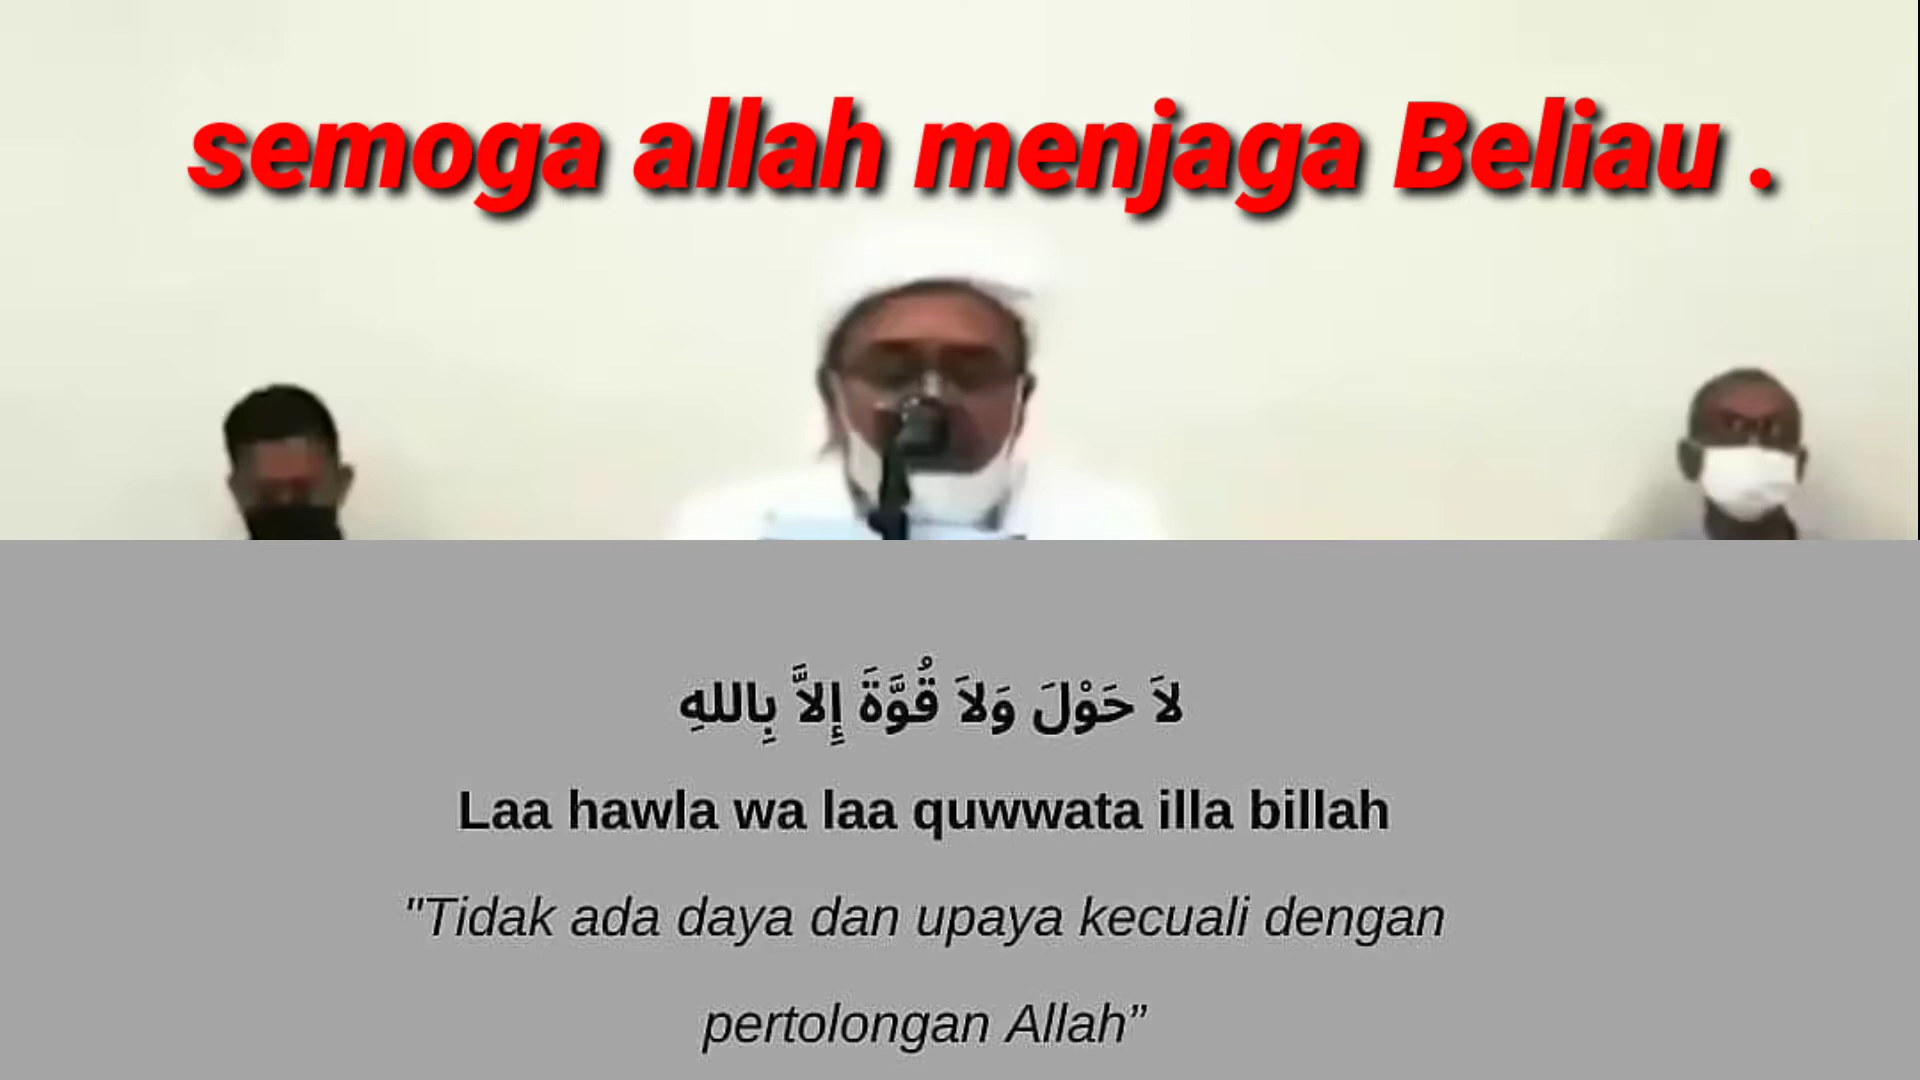 semoga allah menjaga Beliau .
لاَ حَوْلَ وَلاَ قُوَّةَ إِلاَّ بِاللهِ
Laa hawla wa laa quwwata illa billah
"Tidak ada daya dan upaya kecuali dengan
pertolongan Allah”